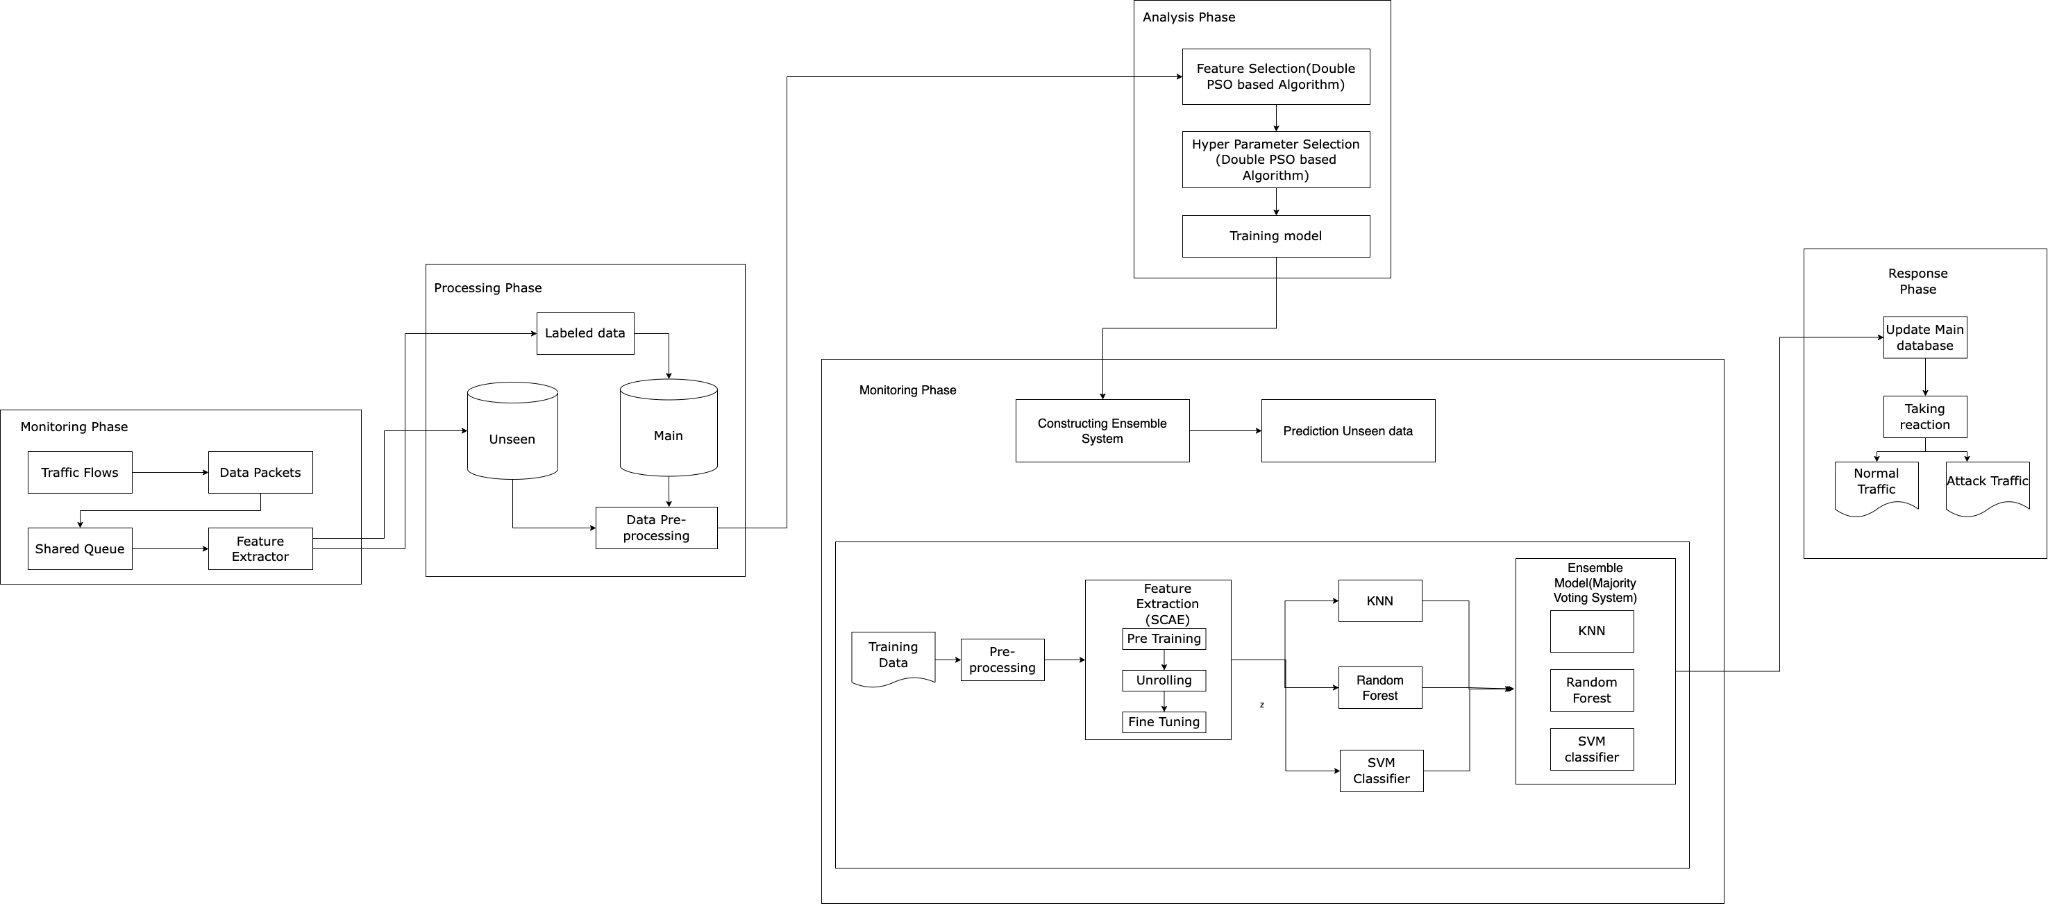 Monitoring Phase
Traffic Flows
Data Packets
Shared Queue
Feature
Extractor
Processing Phase
Labeled data
Unseen
Main
Data Pre-
processing
Analysis Phase
Feature Selection(Double
PSO based Algorithm)
Hyper Parameter Selection
(Double PSO based
Algorithm)
Training model
Monitoring Phase
Constructing Ensemble
System
Prediction Unseen data
Training
Data
Pre-
processing
Feature
Extraction
(SCAE)
Pre Training
Unrolling
Fine Tuning
z
KNN
Random
Forest
SVM
Classifier
Ensemble
Model(Majority
Voting System)
KNN
Random
Forest
SVM
classifier
Response
Phase
Update Main
database
Taking
reaction
Normal
Traffic
Attack Traffic